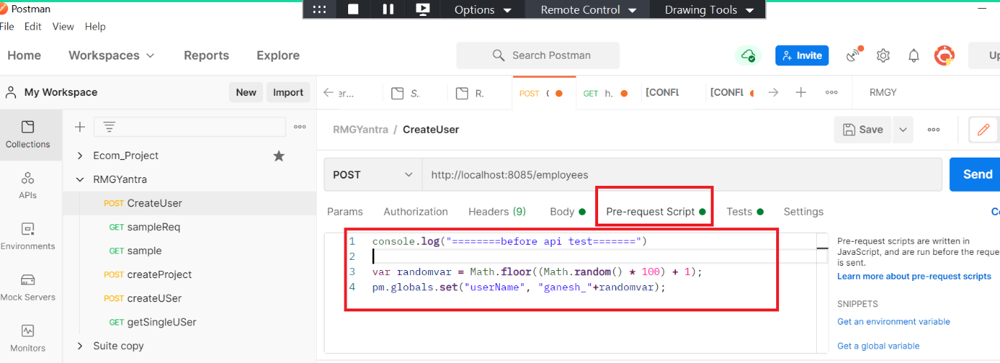 Postman
Options
Remote Control
Drawing Tools
File Edit View Help
Home Workspaces Reports Explore
Search Postman
Invite
Up
My Workspace
New Import
er...
S..
R.
POST
GET h.
[CONFL
[CONFL
RMGY
Collections
APIs
Environments
Mock Servers
Monitors
Ecom_Project
RMGYantra
POST CreateUser
GET sampleReq
GET sample
POST createProject
POST createUSer
GET getSingleUSer
Suite copy
RMGYantra / CreateUser
Save
POST http://localhost:8085/employees
Send
Params Authorization Headers (9) Body Pre-request Script Tests Settings
Co
1 console.log("========before api test=======")
2
3 var randomvar = Math.floor((Math.random() * 100) + 1);
4 pm.globals.set("userName", "ganesh_"+randomvar);
Pre-request scripts are written in
JavaScript, and are run before the reque
is sent.
Learn more about pre-request scripts
SNIPPETS
Get an environment variable
Get a global variable